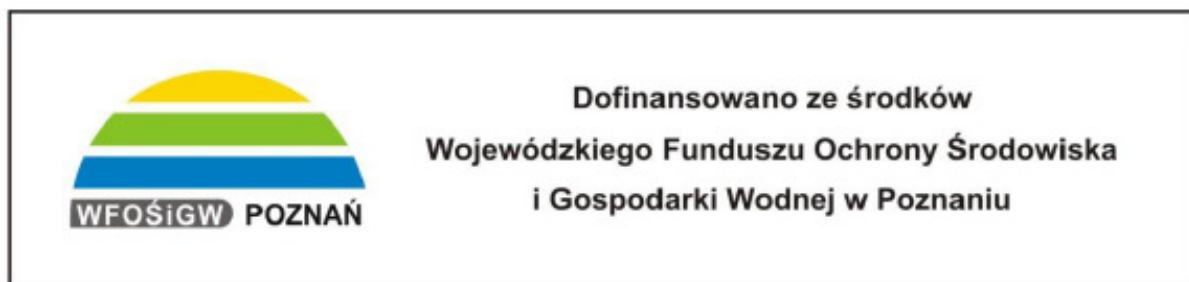 WFOŚiGW POZNAŃ
Dofinansowano ze środków
Wojewódzkiego Funduszu Ochrony Środowiska
i Gospodarki Wodnej w Poznaniu